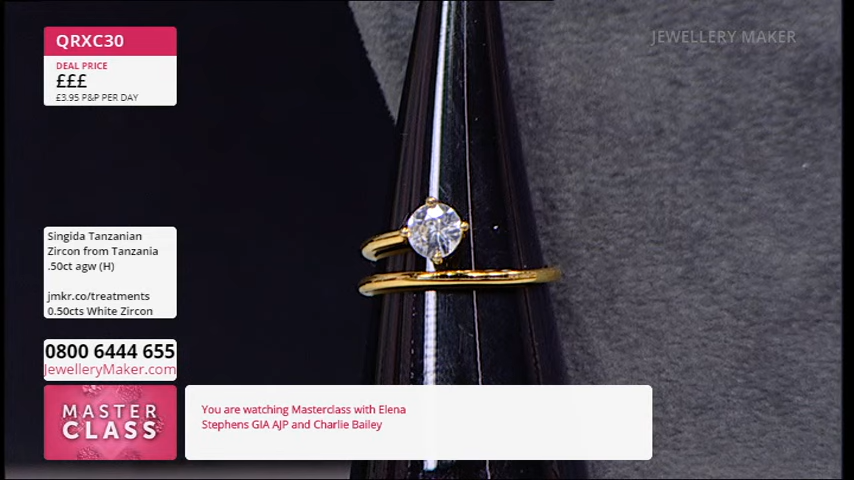 QRXC30
DEAL PRICE
£££
£3.95 P&P PER DAY
JEWELLERY MAKER
Singida Tanzanian
Zircon from Tanzania
.50ct agw (H)
jmkr.co/treatments
0.50cts White Zircon
0800 6444 655
JewelleryMaker.com
MASTER
CLASS
You are watching Masterclass with Elena
Stephens GIA AJP and Charlie Bailey